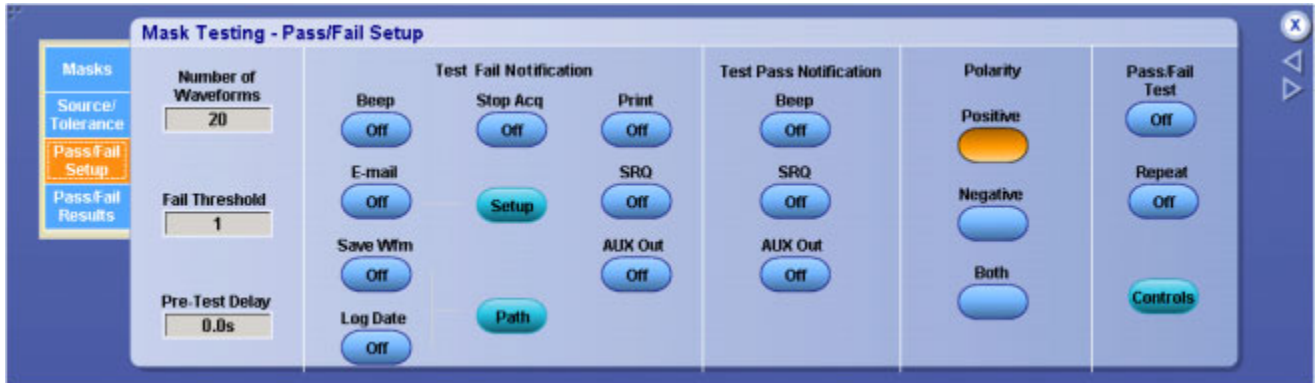 Mask Testing - Pass/Fail Setup
X
Masks
Source/
Tolerance
Pass/Fail
Setup
Pass/Fail
Results
Number of
Waveforms
20
Fail Threshold
1
Pre-Test Delay
0.0s
Test Fail Notification
Beep
Off
Stop Acq
Off
Print
Off
E-mail
Off
Setup
SRQ
Off
Save Wfm
Off
AUX Out
Off
Path
Log Date
Off
Test Pass Notification
Beep
Off
SRQ
Off
AUX Out
Off
Polarity
Positive
Negative
Both
Pass/Fail
Test
Off
Repeat
Off
Controls